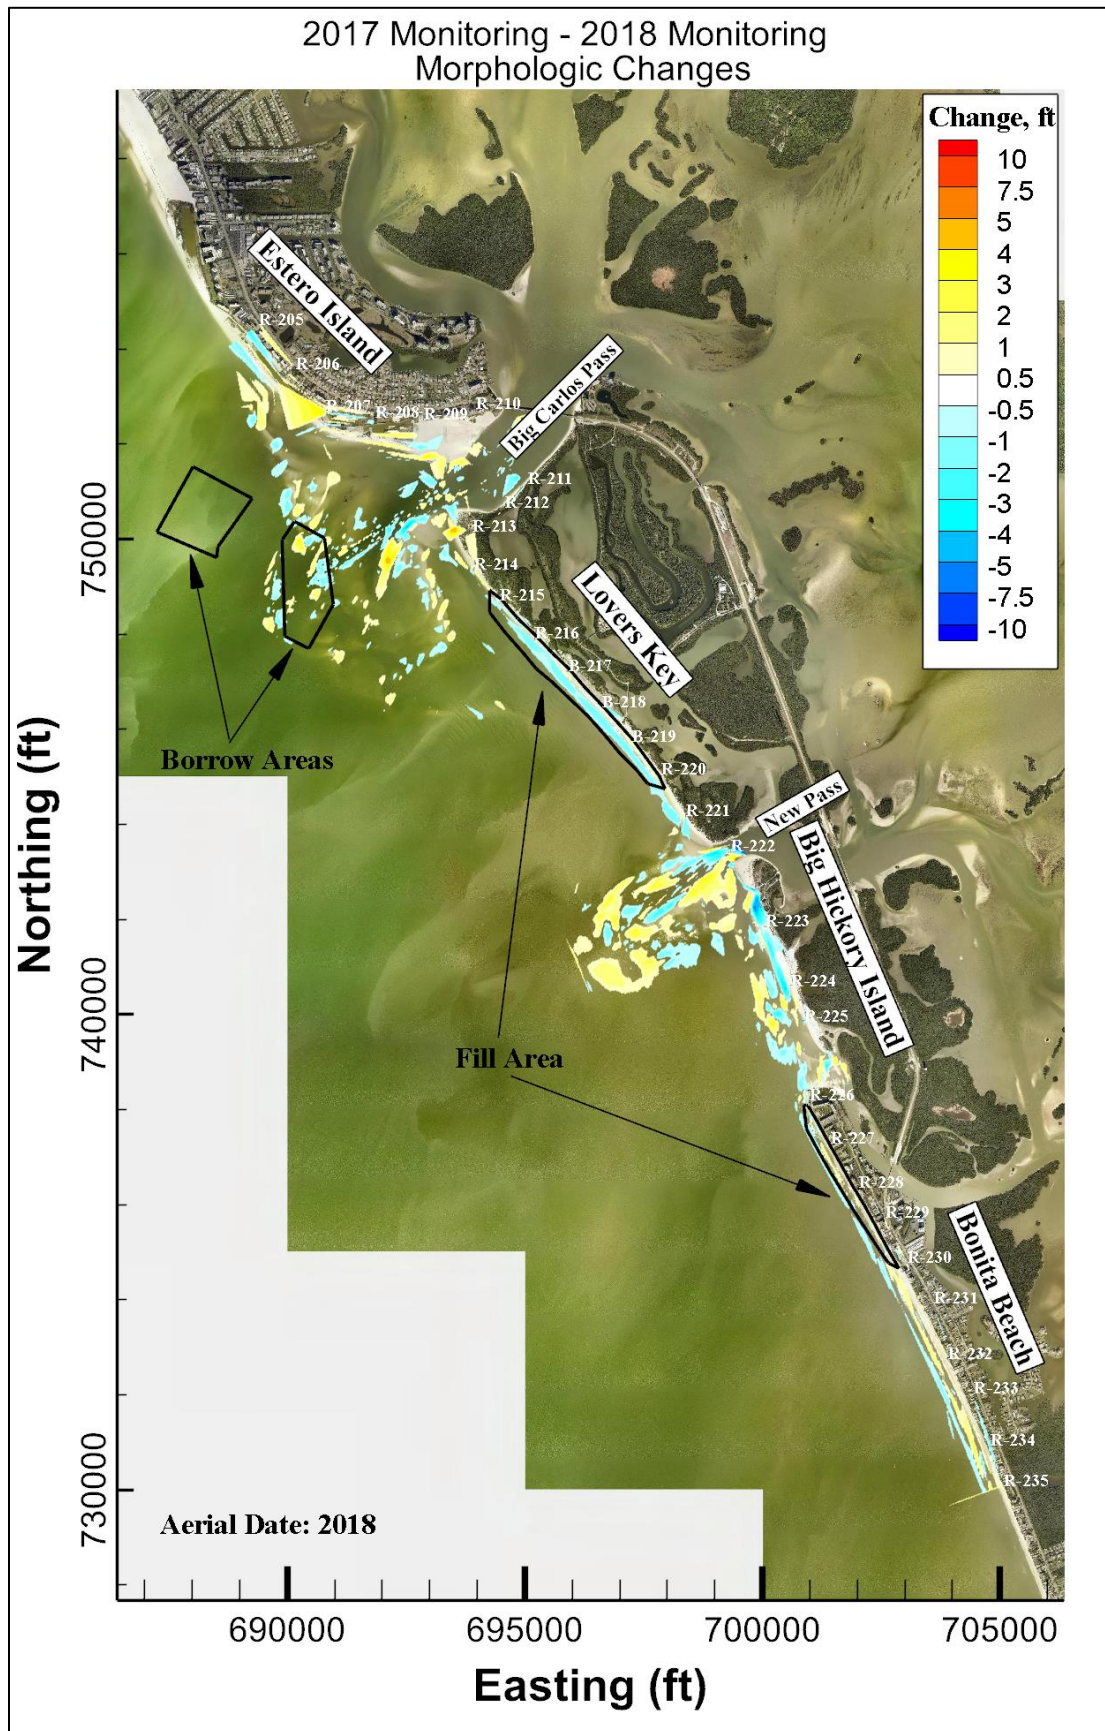 2017 Monitoring - 2018 Monitoring
Morphologic Changes
Change, ft
10
7.5
5
4
3
2
1
0.5
-0.5
-1
-2
-3
-4
-5
-7.5
-10
Estero Island
R-205
R-206
R-207
R-208
R-209
R-210
Big Carlos Pass
R-211
R-212
R-213
R-214
R-215
R-216
B-217
B-218
B-219
R-220
R-221
Lovers Key
New Pass
R-222
R-223
R-224
R-225
Big Hickory Island
R-226
R-227
R-228
R-229
R-230
R-231
R-232
R-233
R-234
R-235
Bonita Beach
Borrow Areas
Fill Area
Aerial Date: 2018
Northing (ft)
750000
740000
730000
690000 695000 700000 705000
Easting (ft)